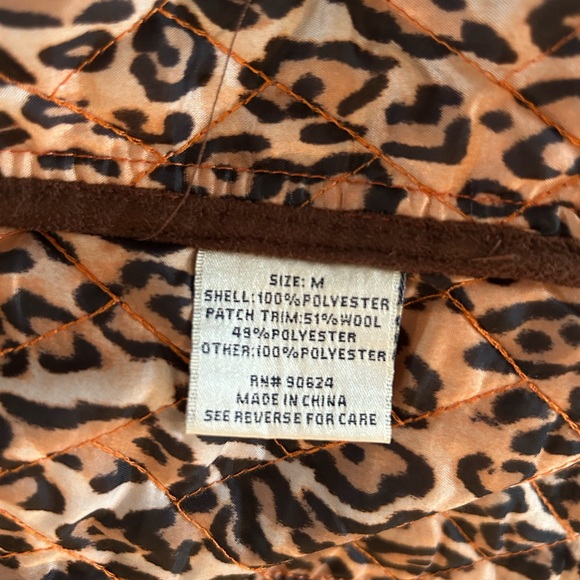 SIZE: M
SHELL:100%POLYESTER
PATCH TRIM:51%WOOL
49%POLYESTER
OTHER:100%POLYESTER
RN# 90624
MADE IN CHINA
SEE REVERSE FOR CARE